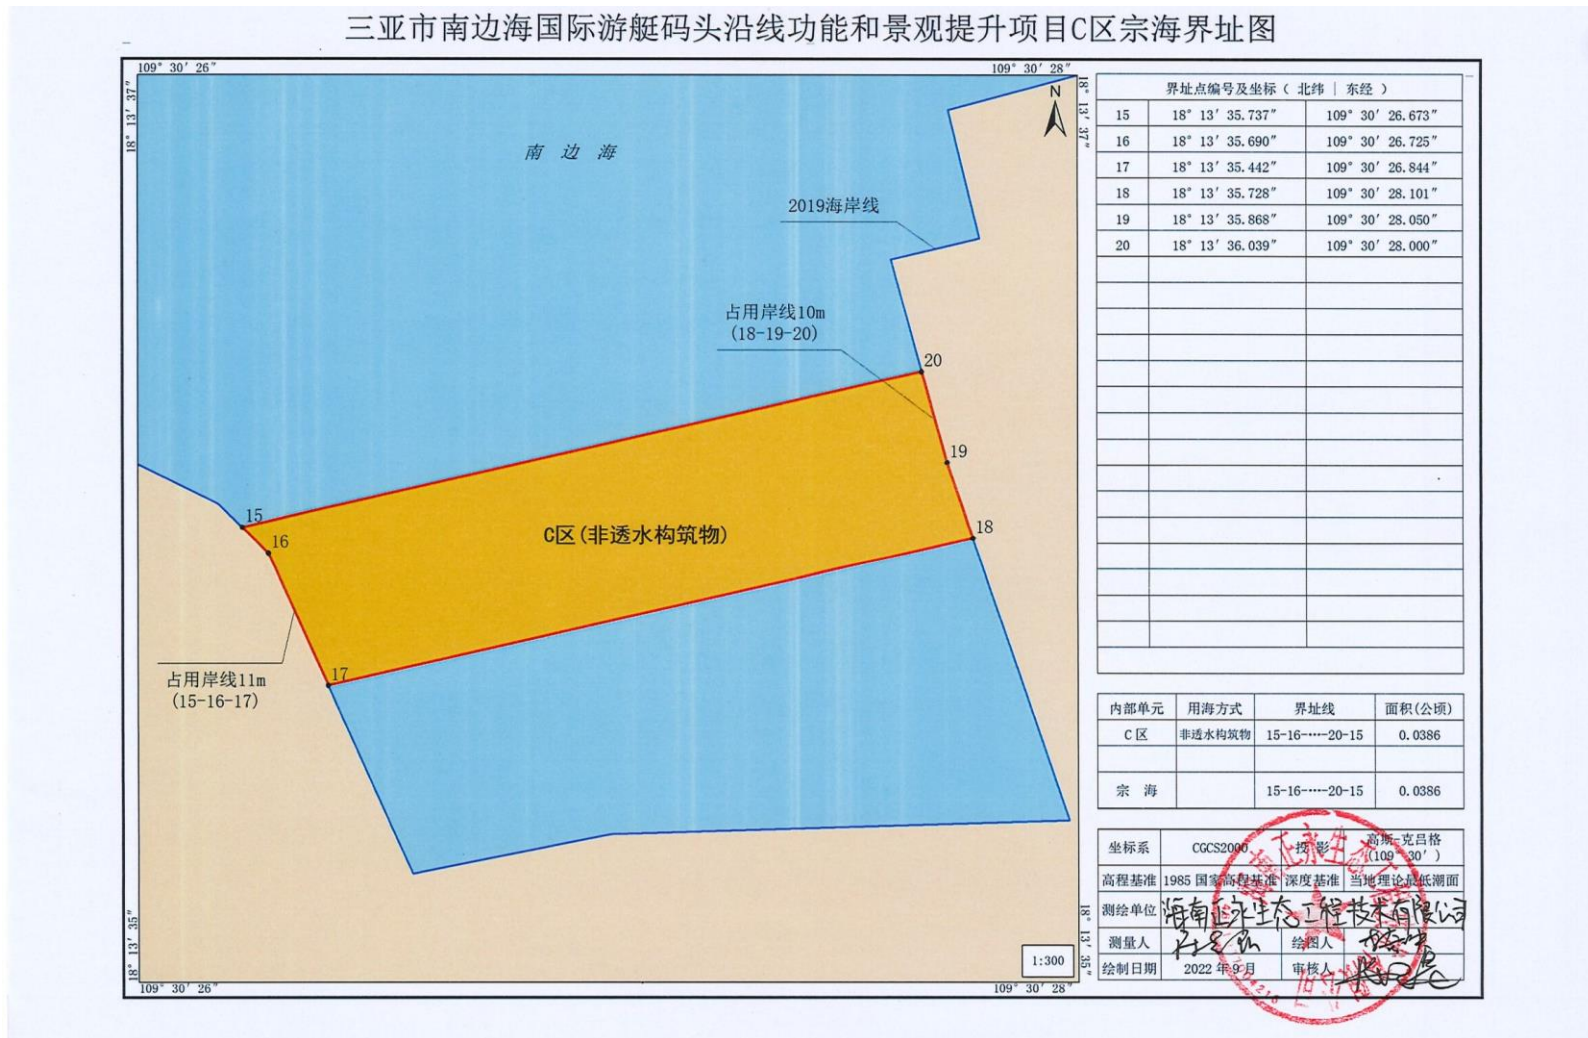 三亚市南边海国际游艇码头沿线功能和景观提升项目C区宗海界址图
109° 30′ 26″
109° 30′ 28″
18° 13′ 37″
18° 13′ 37″
N
南 边 海
2019海岸线
占用岸线10m
(18-19-20)
20
19
18
15
16
17
C区(非透水构筑物)
占用岸线11m
(15-16-17)
18° 13′ 35″
18° 13′ 35″
1:300
109° 30′ 26″
109° 30′ 28″
界址点编号及坐标（ 北纬 | 东经 ）
15 18° 13′ 35.737″ 109° 30′ 26.673″
16 18° 13′ 35.690″ 109° 30′ 26.725″
17 18° 13′ 35.442″ 109° 30′ 26.844″
18 18° 13′ 35.728″ 109° 30′ 28.101″
19 18° 13′ 35.868″ 109° 30′ 28.050″
20 18° 13′ 36.039″ 109° 30′ 28.000″
内部单元 用海方式 界址线 面积(公顷)
C区 非透水构筑物 15-16-…-20-15 0.0386
宗 海 15-16-…-20-15 0.0386
坐标系 CGCS2000 投 影 高斯-克吕格
(109° 30′)
高程基准 1985 国家高程基准 深度基准 当地理论最低潮面
测绘单位 海南正永生态工程技术有限公司
测量人 绘图人
绘制日期 2022 年 9 月 审核人